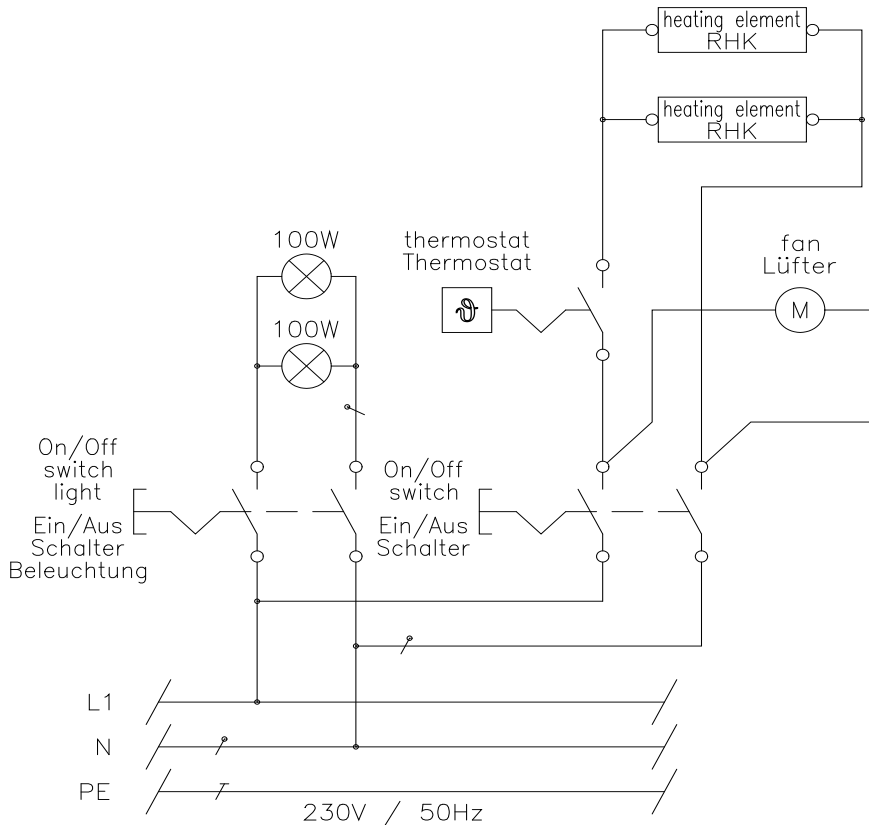 heating element
RHK
heating element
RHK
100W
thermostat
Thermostat
fan
Lüfter
ϑ
M
100W
On/Off
switch
light
Ein/Aus
Schalter
Beleuchtung
On/Off
switch
Ein/Aus
Schalter
L1
N
PE
230V / 50Hz